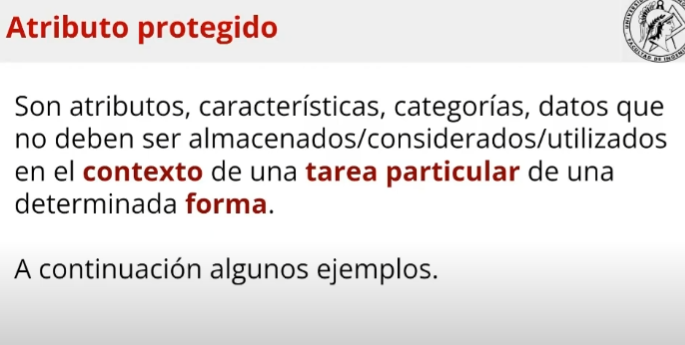 Atributo protegido
Son atributos, características, categorías, datos que
no deben ser almacenados/considerados/utilizados
en el contexto de una tarea particular de una
determinada forma.
A continuación algunos ejemplos.